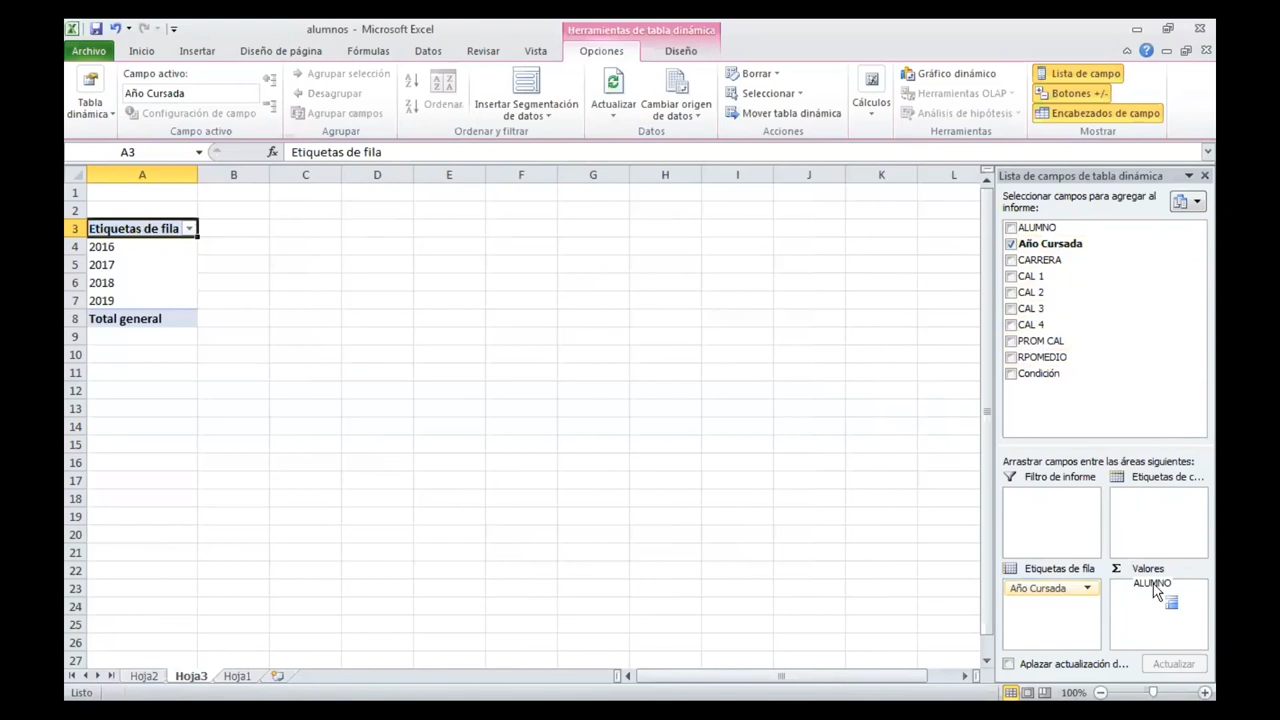 alumnos - Microsoft Excel
Herramientas de tabla dinámica
Archivo Inicio Insertar Diseño de página Fórmulas Datos Revisar Vista Opciones Diseño
Tabla dinámica
Campo activo:
Año Cursada
Configuración de campo
Campo activo
Agrupar selección
Desagrupar
Agrupar campos
Agrupar
Ordenar
Insertar Segmentación de datos
Ordenar y filtrar
Actualizar
Cambiar origen de datos
Datos
Borrar
Seleccionar
Mover tabla dinámica
Acciones
Cálculos
Gráfico dinámico
Herramientas OLAP
Análisis de hipótesis
Herramientas
Lista de campo
Botones +/-
Encabezados de campo
Mostrar
A3 fx Etiquetas de fila
A B C D E F G H I J K L
1
2
3 Etiquetas de fila
4 2016
5 2017
6 2018
7 2019
8 Total general
9
10
11
12
13
14
15
16
17
18
19
20
21
22
23
24
25
26
27
Lista de campos de tabla dinámica
Seleccionar campos para agregar al
informe:
ALUMNO
Año Cursada
CARRERA
CAL 1
CAL 2
CAL 3
CAL 4
PROM CAL
RPOMEDIO
Condición
Arrastrar campos entre las áreas siguientes:
Filtro de informe Etiquetas de c...
Etiquetas de fila Σ Valores
ALUMNO
Año Cursada
Aplazar actualización d... Actualizar
Hoja2 Hoja3 Hoja1
Listo 100%